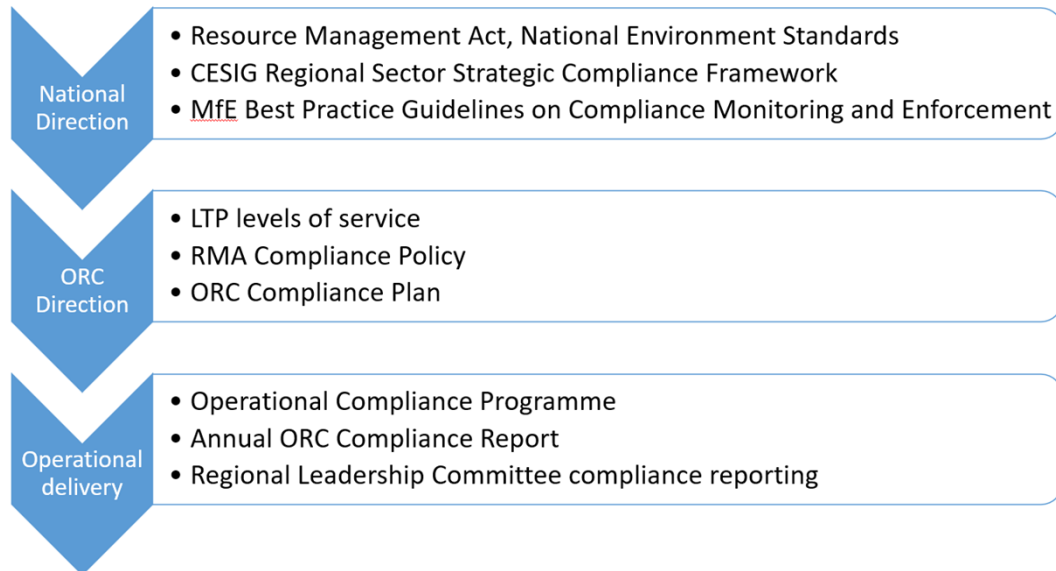 National
Direction
• Resource Management Act, National Environment Standards
• CESIG Regional Sector Strategic Compliance Framework
• MfE Best Practice Guidelines on Compliance Monitoring and Enforcement
ORC
Direction
• LTP levels of service
• RMA Compliance Policy
• ORC Compliance Plan
Operational
delivery
• Operational Compliance Programme
• Annual ORC Compliance Report
• Regional Leadership Committee compliance reporting